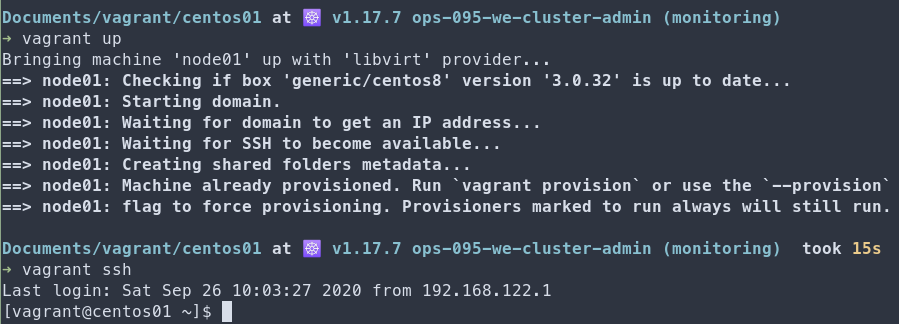 Documents/vagrant/centos01 at ☸ v1.17.7 ops-095-we-cluster-admin (monitoring)
→ vagrant up
Bringing machine 'node01' up with 'libvirt' provider...
==> node01: Checking if box 'generic/centos8' version '3.0.32' is up to date...
==> node01: Starting domain.
==> node01: Waiting for domain to get an IP address...
==> node01: Waiting for SSH to become available...
==> node01: Creating shared folders metadata...
==> node01: Machine already provisioned. Run `vagrant provision` or use the `--provision`
==> node01: flag to force provisioning. Provisioners marked to run always will still run.
Documents/vagrant/centos01 at ☸ v1.17.7 ops-095-we-cluster-admin (monitoring)  took 15s
→ vagrant ssh
Last login: Sat Sep 26 10:03:27 2020 from 192.168.122.1
[vagrant@centos01 ~]$